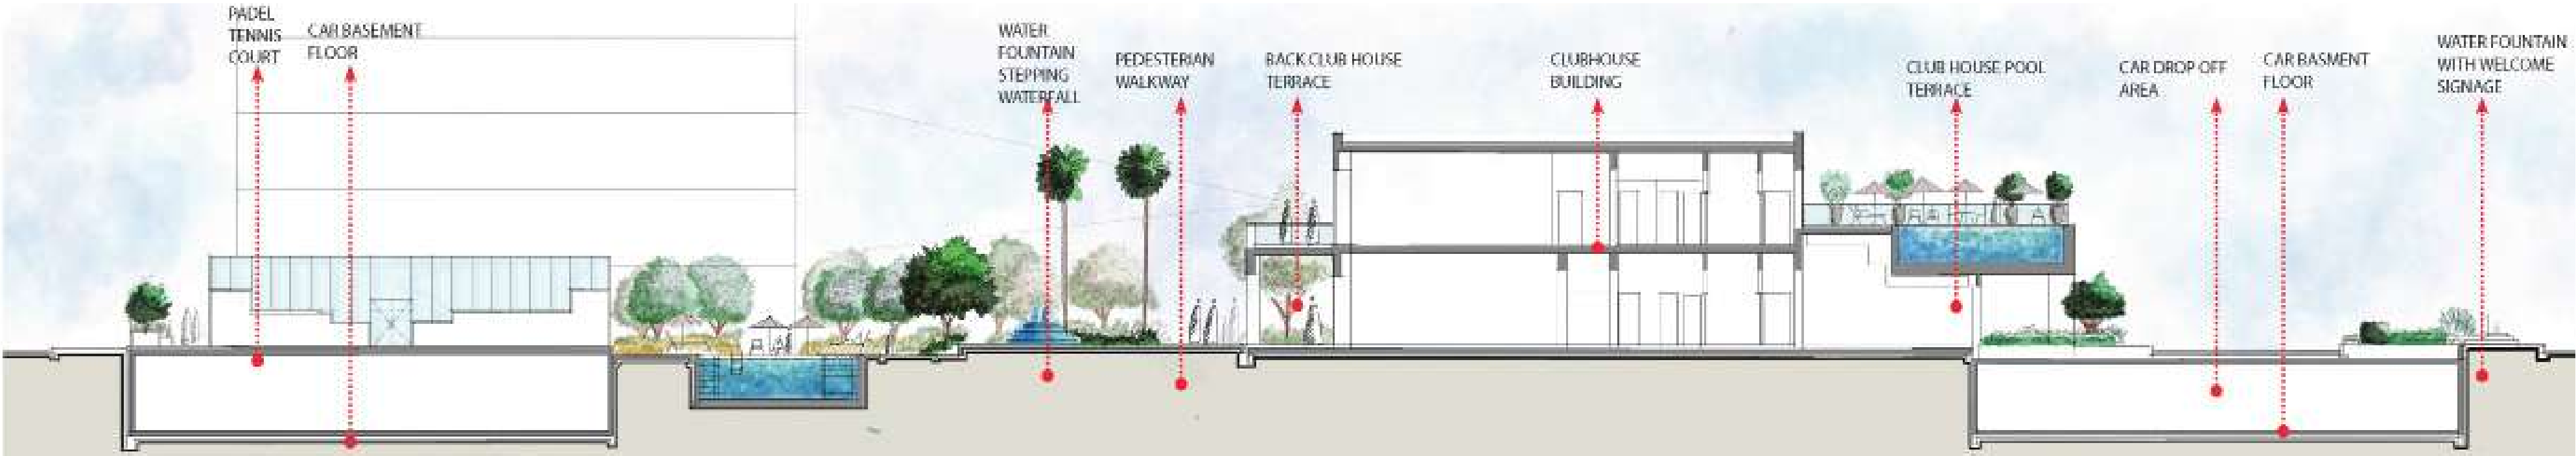 PADEL
TENNIS
COURT
CAR BASEMENT
FLOOR
WATER
FOUNTAIN
STEPPING
WATERFALL
PEDESTERIAN
WALKWAY
BACK CLUB HOUSE
TERRACE
CLUBHOUSE
BUILDING
CLUB HOUSE POOL
TERRACE
CAR DROP OFF
AREA
CAR BASMENT
FLOOR
WATER FOUNTAIN
WITH WELCOME
SIGNAGE